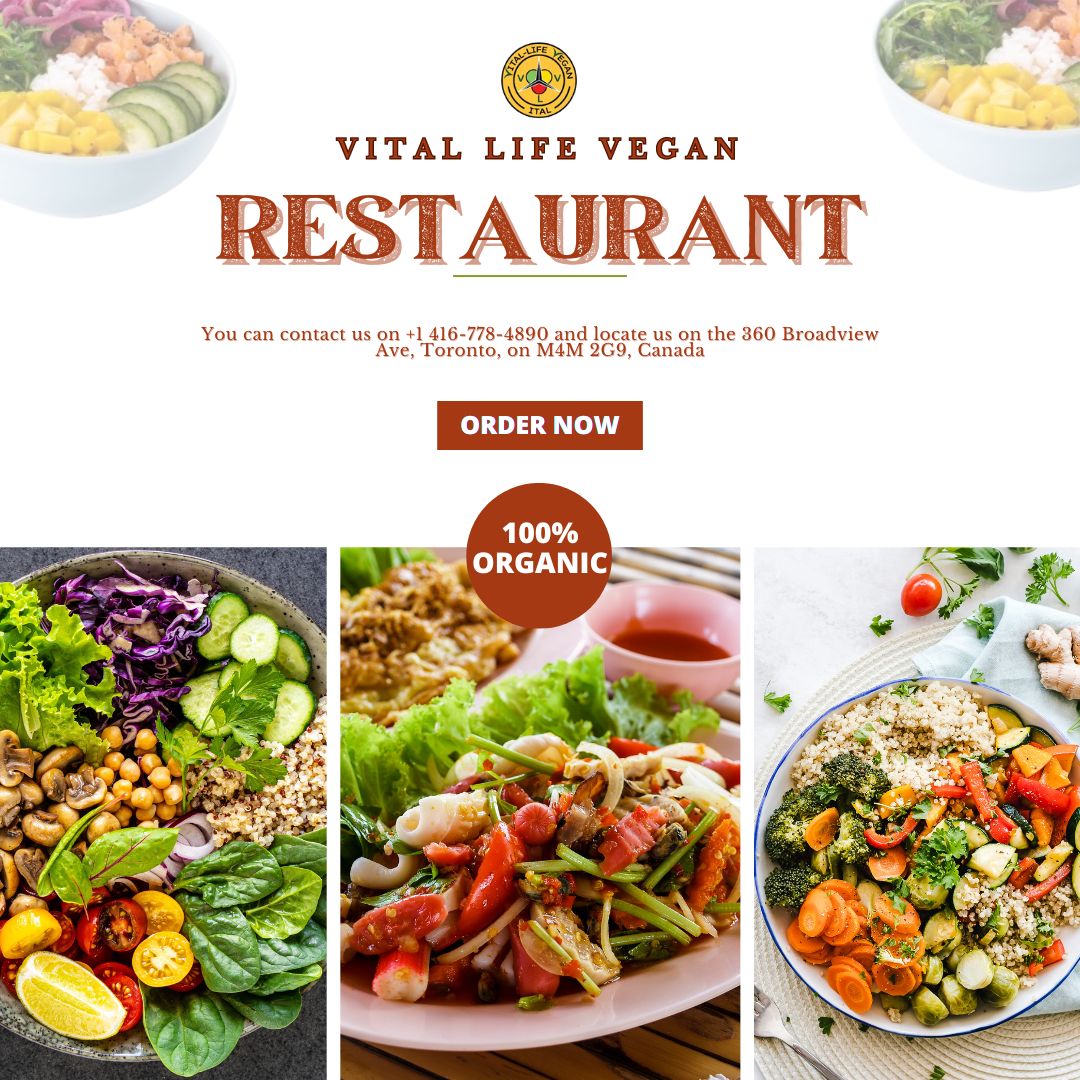 VITAL-LIFE VEGAN
V V
L
ITAL
VITAL LIFE VEGAN
RESTAURANT
You can contact us on +1 416-778-4890 and locate us on the 360 Broadview
Ave, Toronto, on M4M 2G9, Canada
ORDER NOW
100%
ORGANIC